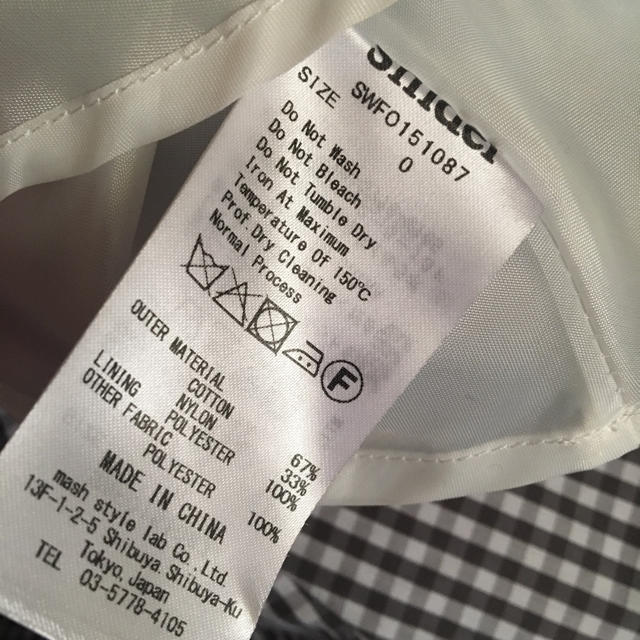 Snidel
SWFO151087
SIZE 0
Do Not Wash
Do Not Bleach
Do Not Tumble Dry
Iron At Maximum
Temperature Of 150℃
Prof. Dry Cleaning
Normal Process
F
OUTER MATERIAL
COTTON 67%
NYLON 33%
LINING POLYESTER 100%
OTHER FABRIC
POLYESTER 100%
MADE IN CHINA
mash style lab Co., Ltd.
13F-1-2-5 Shibuya Shibuya-Ku
Tokyo, Japan
TEL 03-5778-4105